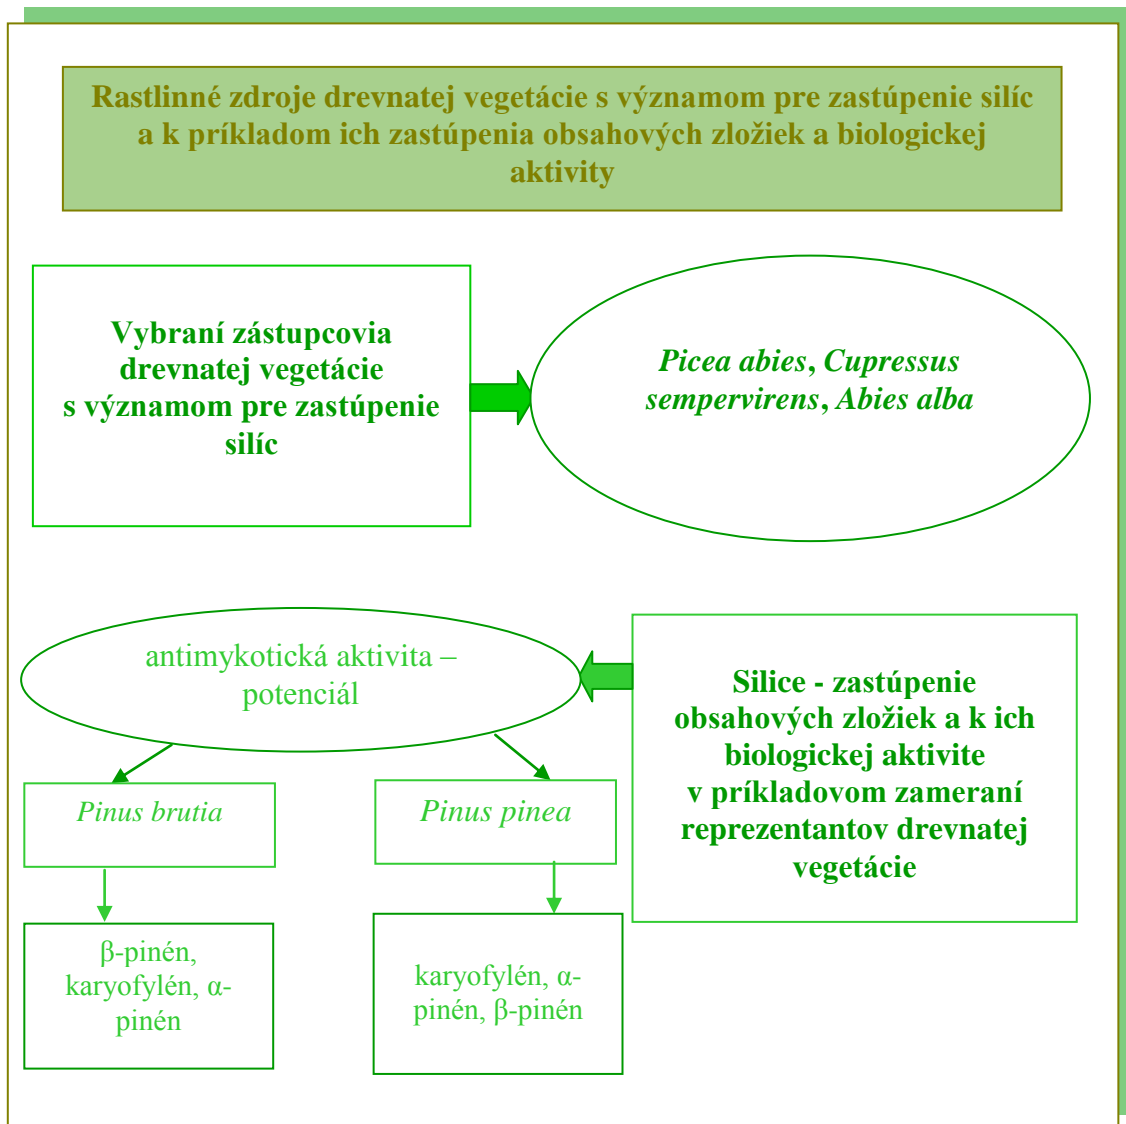 Rastlinné zdroje drevnatej vegetácie s významom pre zastúpenie silíc
a k príkladom ich zastúpenia obsahových zložiek a biologickej
aktivity
Vybraní zástupcovia
drevnatej vegetácie
s významom pre zastúpenie
silíc
Picea abies, Cupressus
sempervirens, Abies alba
antimykotická aktivita –
potenciál
Silice - zastúpenie
obsahových zložiek a k ich
biologickej aktivite
v príkladovom zameraní
reprezentantov drevnatej
vegetácie
Pinus brutia
Pinus pinea
β-pinén,
karyofylén, α-
pinén
karyofylén, α-
pinén, β-pinén